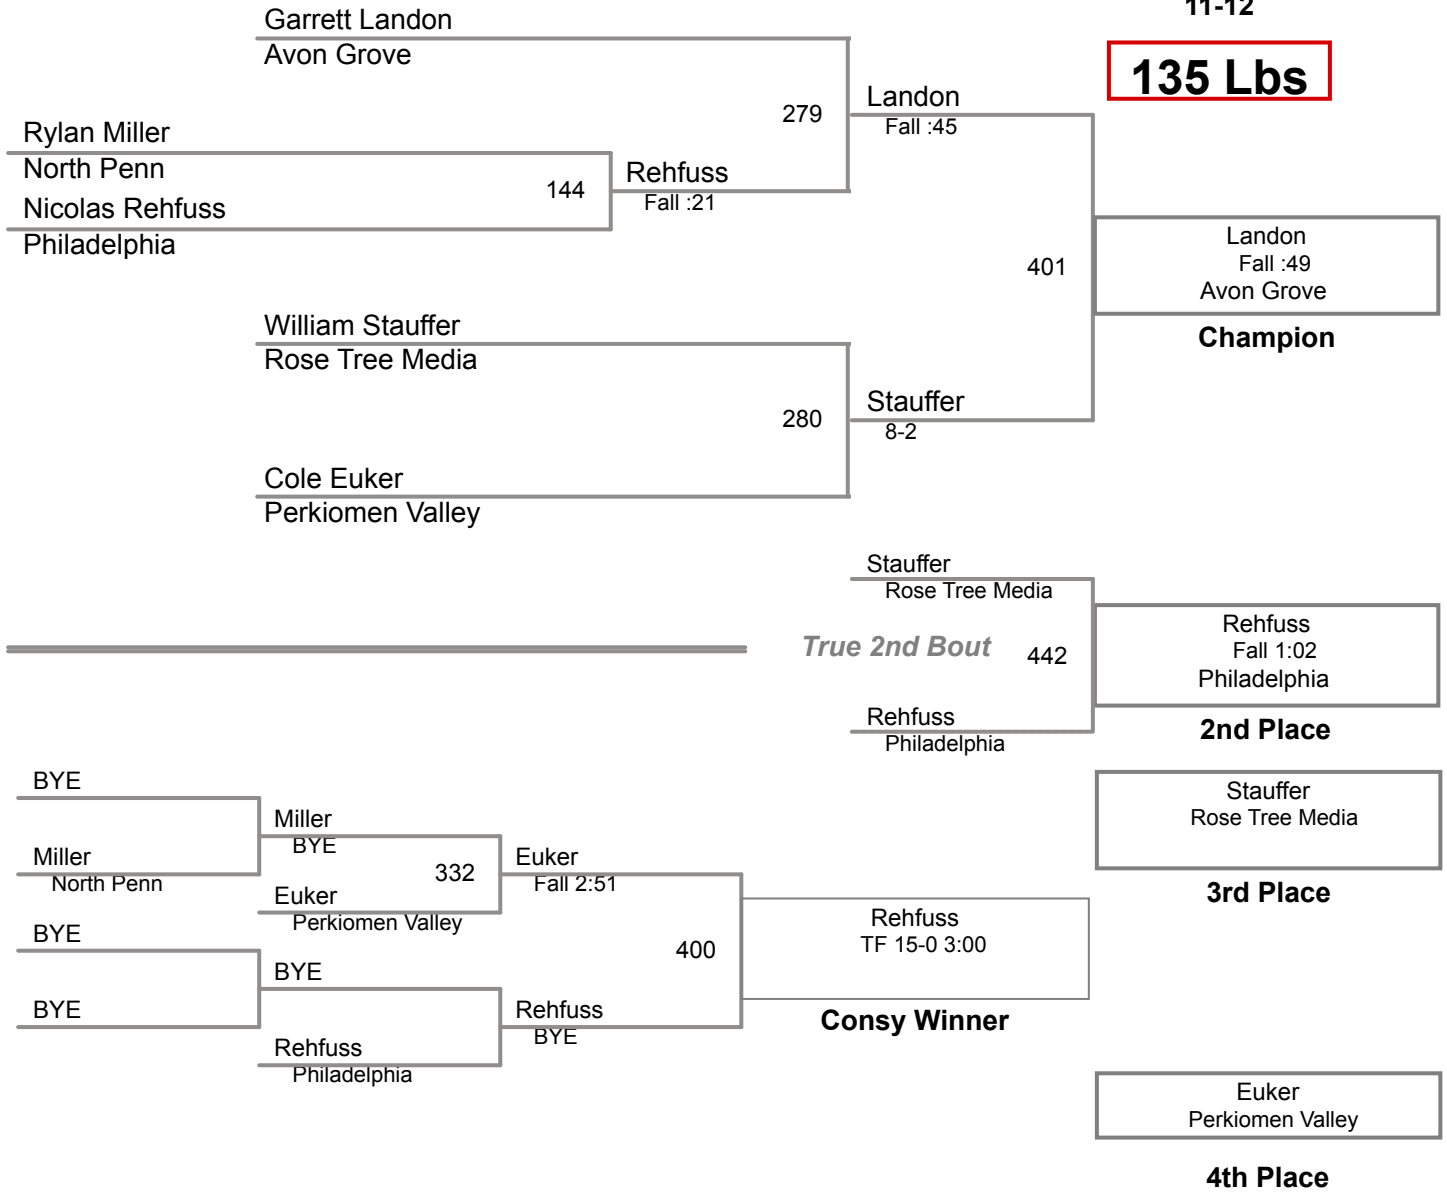 11-12
135 Lbs
Garrett Landon
Avon Grove
279
Landon
Fall :45
Rylan Miller
North Penn
144
Rehfuss
Fall :21
Nicolas Rehfuss
Philadelphia
401
Landon
Fall :49
Avon Grove
Champion
William Stauffer
Rose Tree Media
280
Stauffer
8-2
Cole Euker
Perkiomen Valley
Stauffer
Rose Tree Media
True 2nd Bout
442
Rehfuss
Fall 1:02
Philadelphia
2nd Place
Rehfuss
Philadelphia
BYE
Miller
BYE
Miller
North Penn
332
Euker
Fall 2:51
Euker
Perkiomen Valley
BYE
BYE
BYE
400
Rehfuss
TF 15-0 3:00
Consy Winner
Rehfuss
BYE
Rehfuss
Philadelphia
Stauffer
Rose Tree Media
3rd Place
Euker
Perkiomen Valley
4th Place